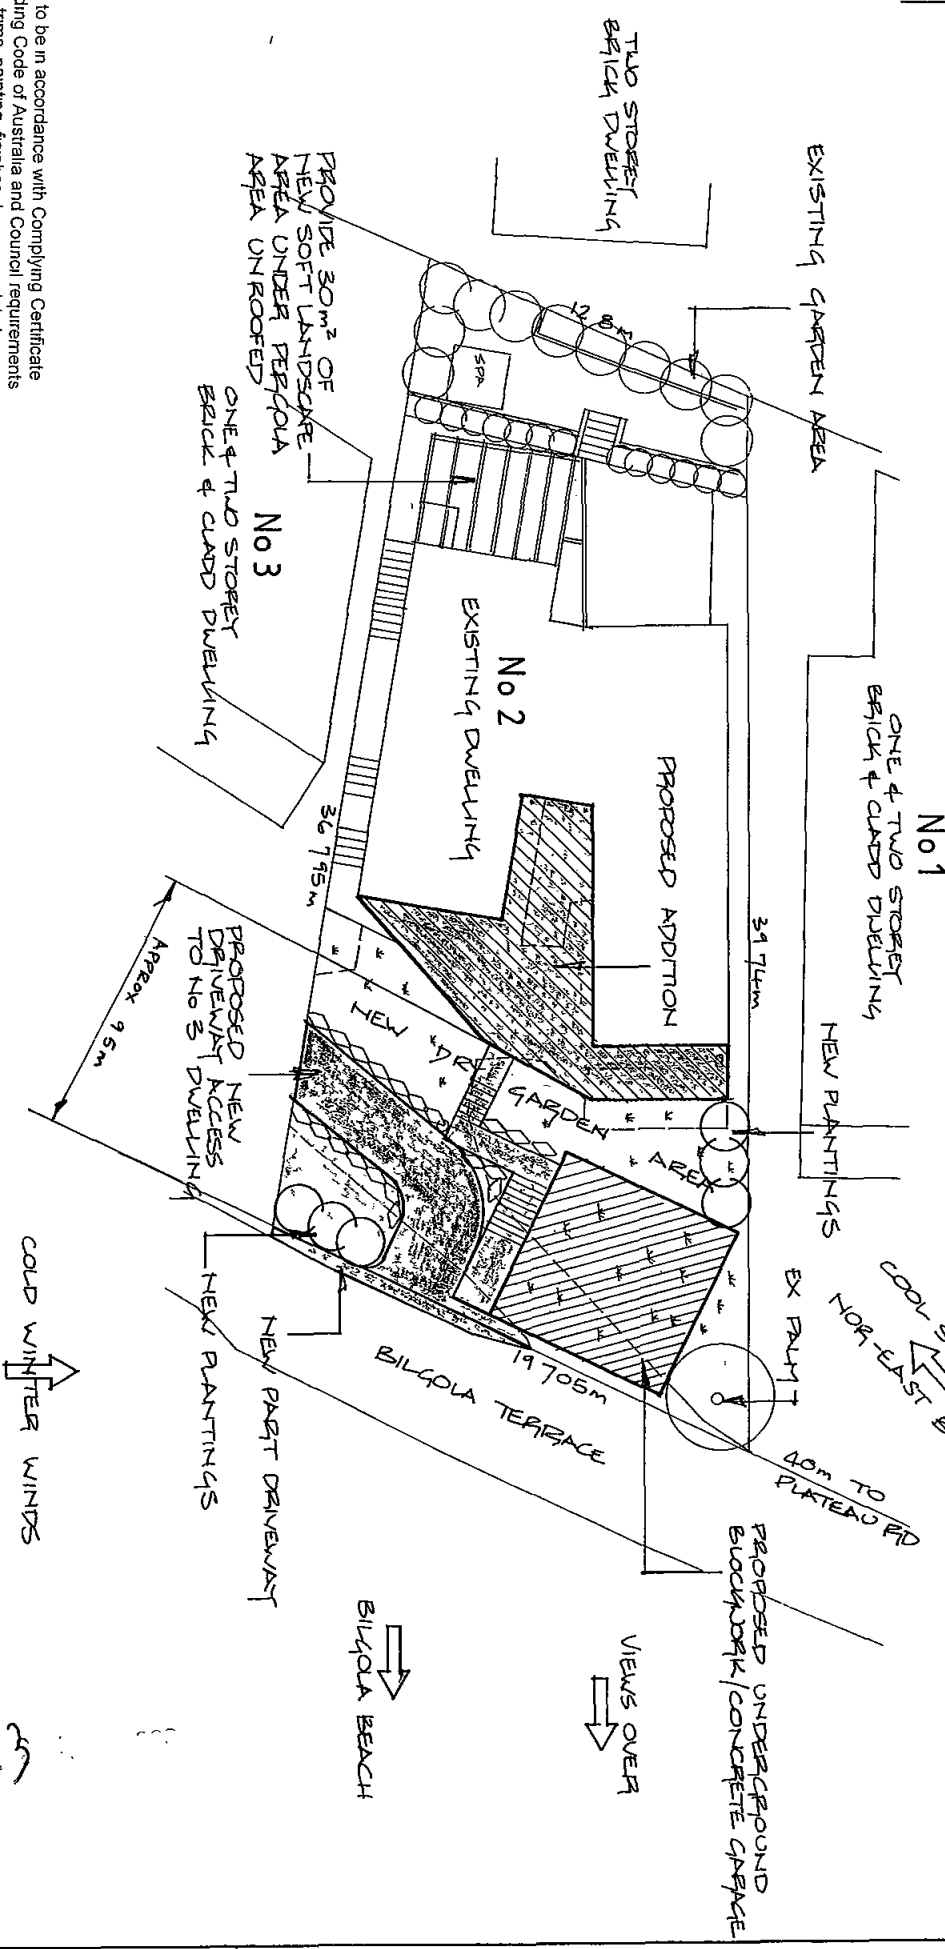 to be in accordance with Complying Certificate
Code of Australia and Council requirements
TWO STOREY
BRICK DWELLING
EXISTING GARDEN AREA
12 8M
SPA
PROVIDE 30m² OF
NEW SOFT LANDSCAPE
AREA UNDER PERGOLA
AREA UNROOFED
No 3
ONE & TWO STOREY
BRICK & CLADD DWELLING
No 2
EXISTING DWELLING
PROPOSED ADDITION
No 1
ONE & TWO STOREY
BRICK & CLADD DWELLING
39 74m
36 795m
NEW PLANTINGS
APPROX 9 5m
PROPOSED NEW
DRIVEWAY ACCESS
TO No 3 DWELLING
NEW
GARDEN
AREA
EX PALM
COOL
NOR-EAST
40m TO
PLATEAU RD
19 705m
BILGOLA TERRACE
NEW PART DRIVEWAY
NEW PLANTINGS
COLD WINTER WINDS
PROPOSED UNDERGROUND
BLOCKWORK/CONCRETE GARAGE
VIEWS OVER
BILGOLA BEACH